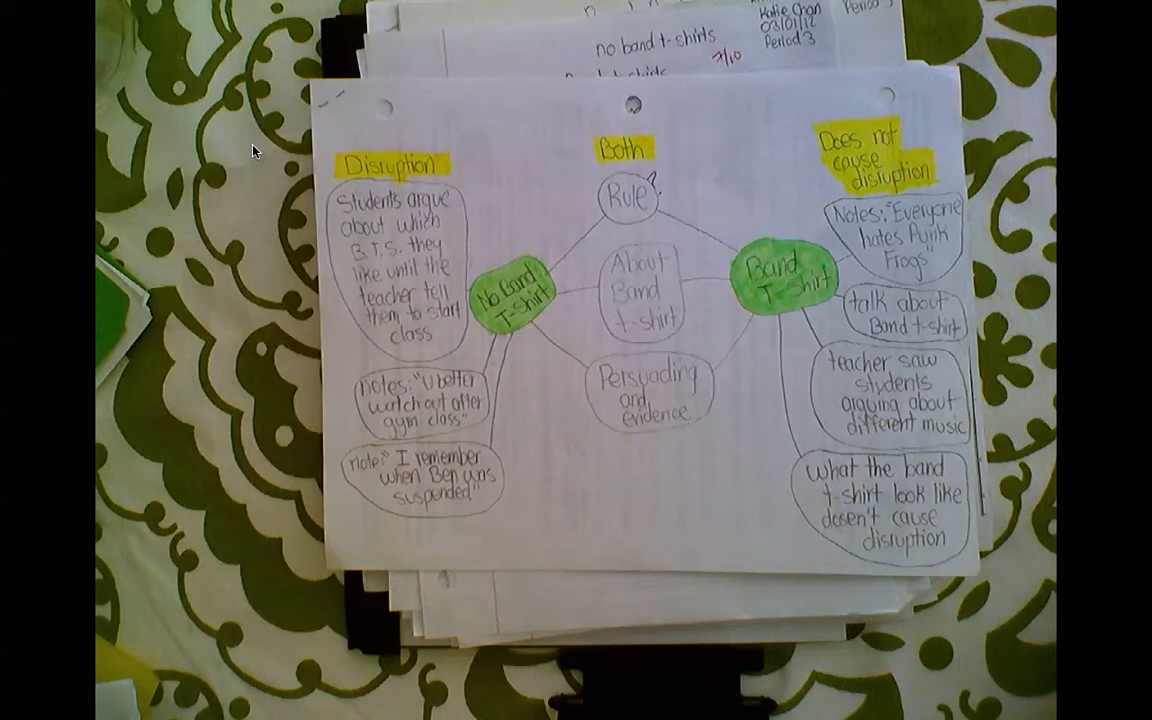 Katie Chan
03/01/12
Period 3
Period
no band t-shirts
7/10
Disruption
Students argue
about which
B.T.S. they
like until the
teacher tell
them to start
class
notes: "U better
watch out after
gym class"
note: "I remember
when Ben was
suspended"
No Band
T-Shirt
Both
Rule?
About
Band
t-shirt
Persuading
and
evidence
Band
T-Shirt
Does not
cause
disruption
Notes: "Everyone
hates Punk
Frogs"
talk about
Band t-shirt
teacher saw
students
arguing about
different music
what the band
t-shirt look like
dosen't cause
disruption